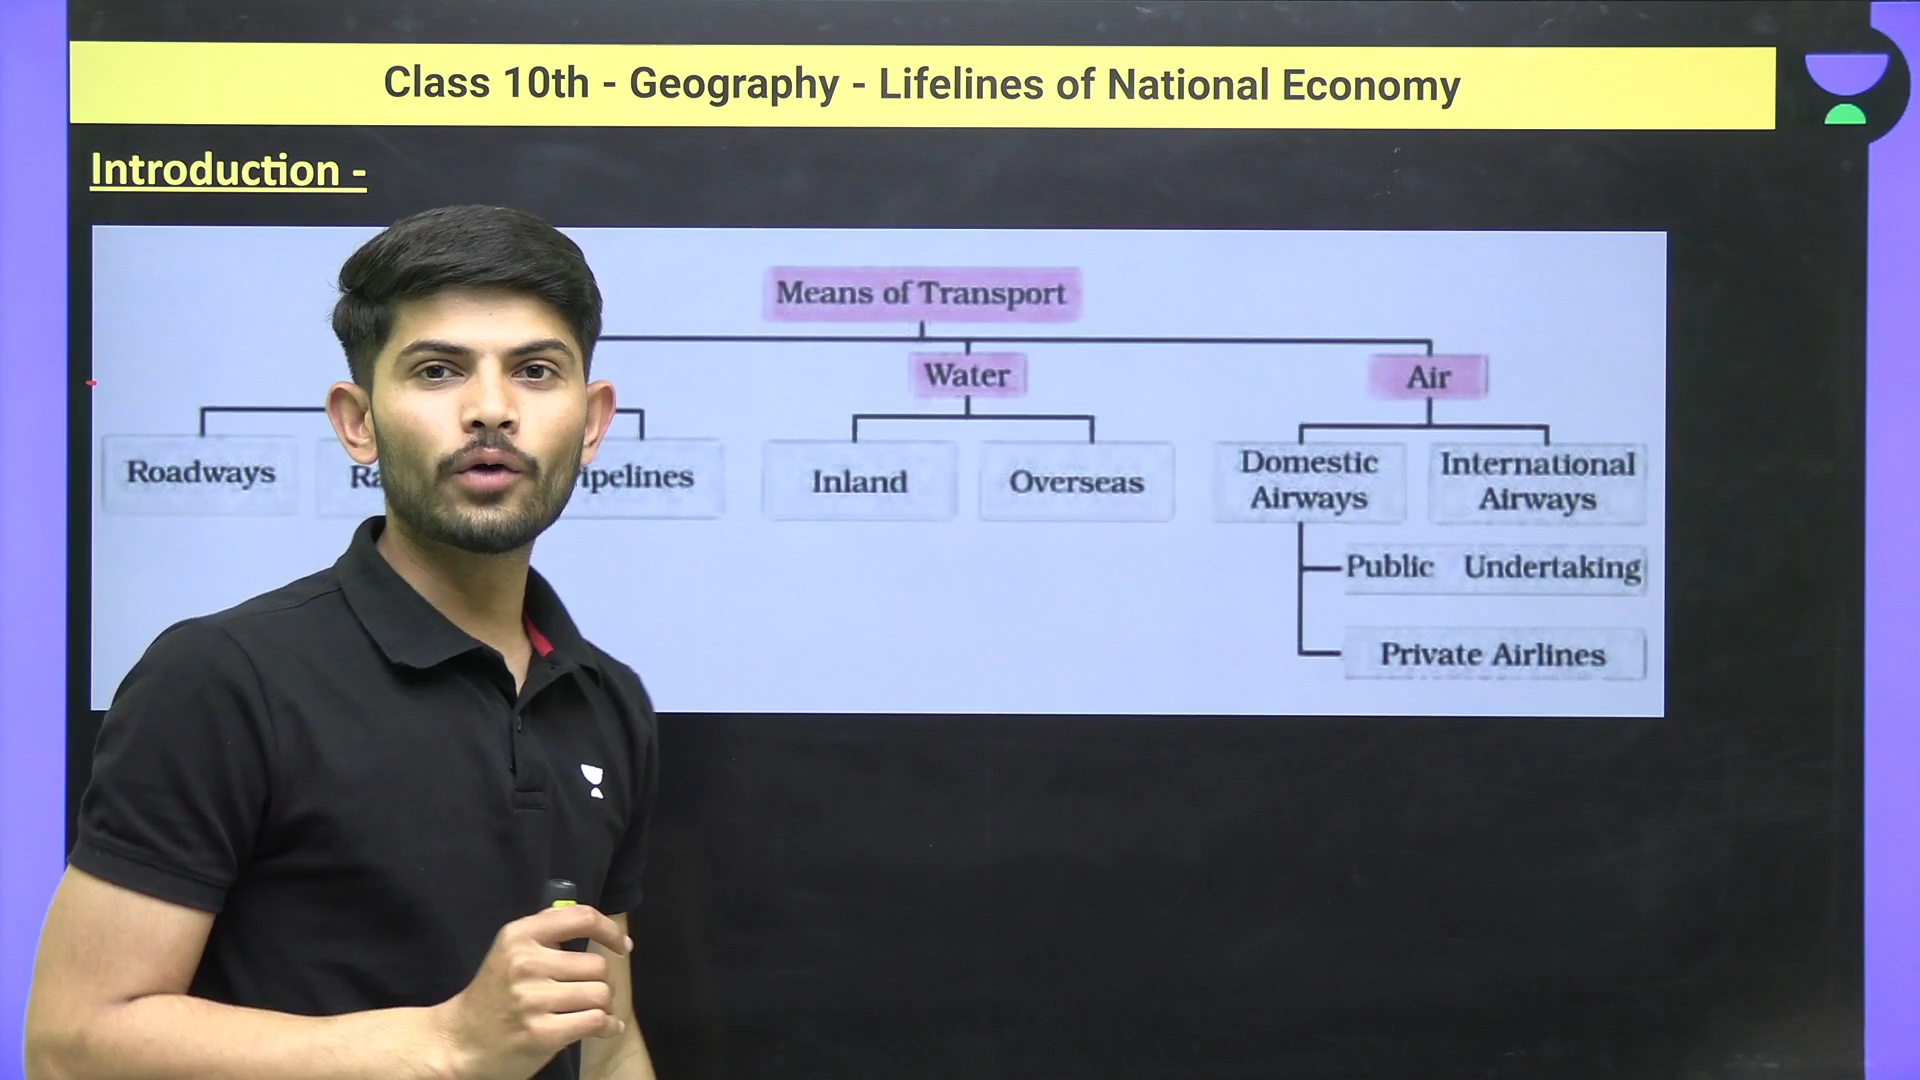 Class 10th - Geography - Lifelines of National Economy
Introduction -
Means of Transport
Water
Air
Roadways
Inland
Overseas
Domestic
Airways
International
Airways
Public Undertaking
Private Airlines